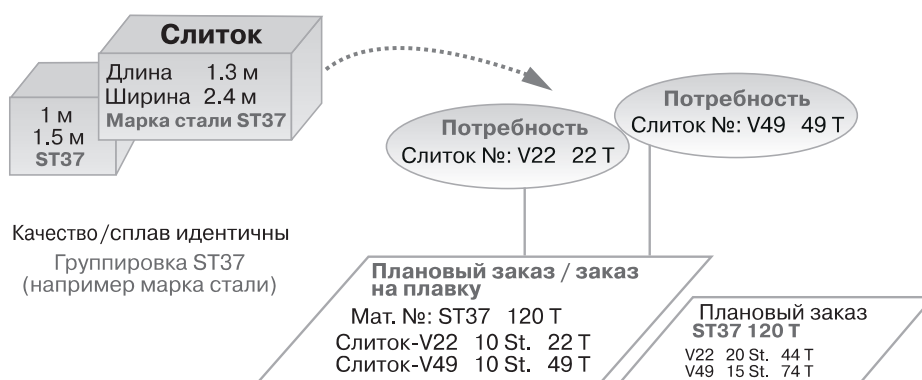 Слиток
Длина 1.3 м
Ширина 2.4 м
Марка стали ST37
1 м
1.5 м
ST37
Потребность
Слиток №: V22 22 T
Потребность
Слиток №: V49 49 T
Качество/сплав идентичны
Группировка ST37
(например марка стали)
Плановый заказ / заказ
на плавку
Мат. №: ST37 120 T
Слиток-V22 10 St. 22 T
Слиток-V49 10 St. 49 T
Плановый заказ
ST37 120 T
V22 20 St. 44 T
V49 15 St. 74 T